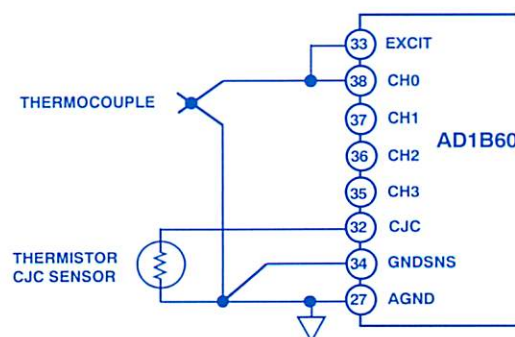 33 EXCIT
38 CH0
THERMOCOUPLE
37 CH1
AD1B60
36 CH2
35 CH3
32 CJC
THERMISTOR
CJC SENSOR
34 GNDSNS
27 AGND